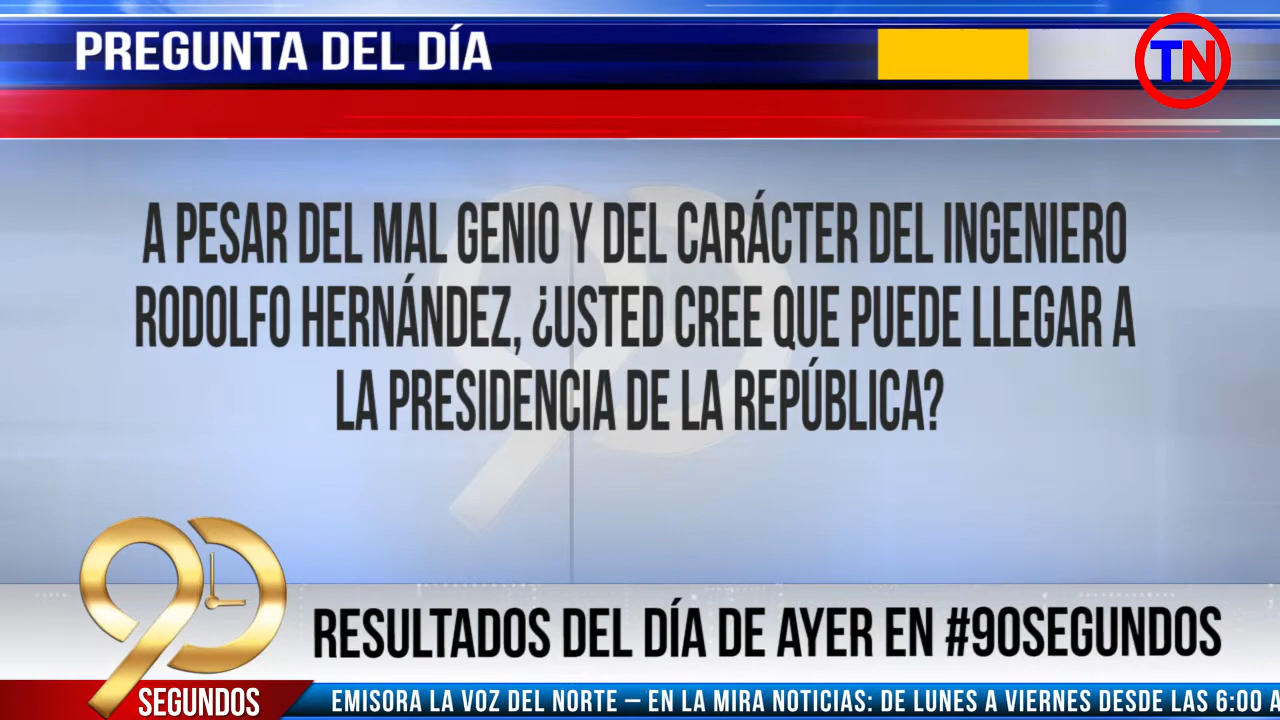 PREGUNTA DEL DÍA
TN
A PESAR DEL MAL GENIO Y DEL CARÁCTER DEL INGENIERO
RODOLFO HERNÁNDEZ, ¿USTED CREE QUE PUEDE LLEGAR A
LA PRESIDENCIA DE LA REPÚBLICA?
90
RESULTADOS DEL DÍA DE AYER EN #90SEGUNDOS
SEGUNDOS
EMISORA LA VOZ DEL NORTE – EN LA MIRA NOTICIAS: DE LUNES A VIERNES DESDE LAS 6:00 A